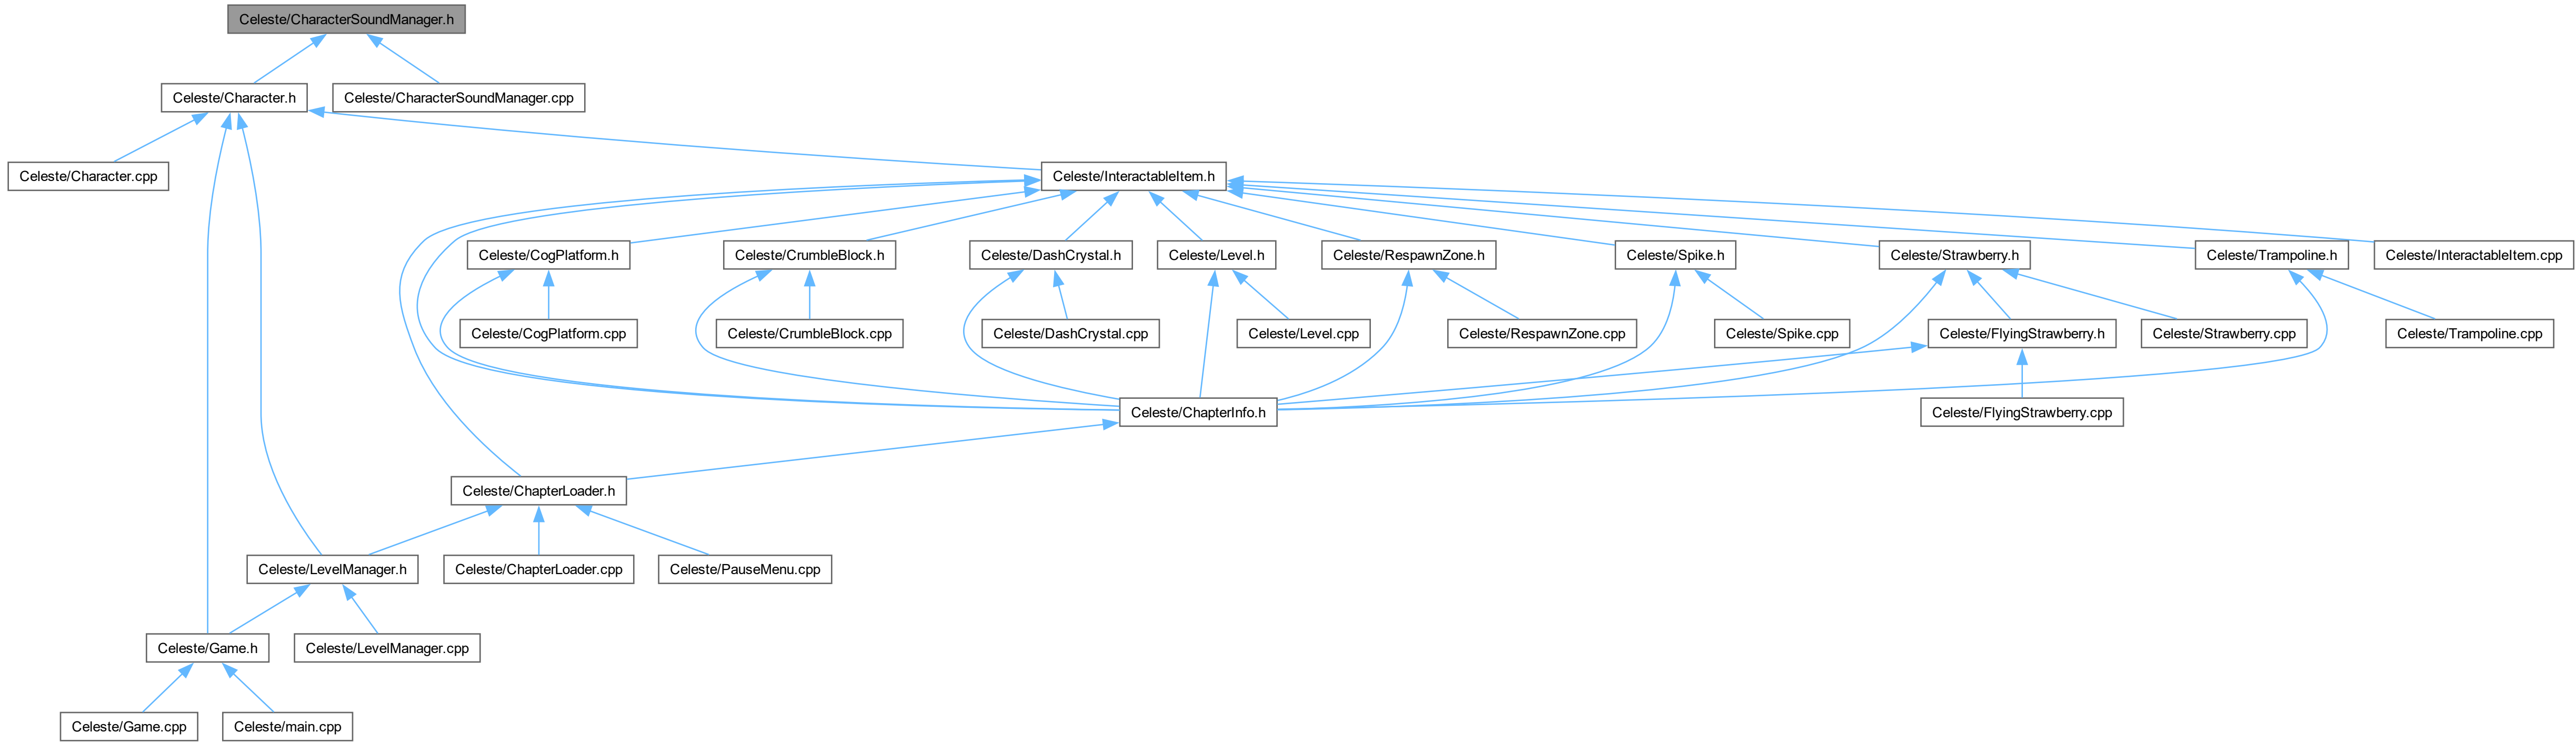 Celeste/CharacterSoundManager.h
Celeste/Character.h
Celeste/CharacterSoundManager.cpp
Celeste/Character.cpp
Celeste/InteractableItem.h
Celeste/CogPlatform.h
Celeste/CrumbleBlock.h
Celeste/DashCrystal.h
Celeste/Level.h
Celeste/RespawnZone.h
Celeste/Spike.h
Celeste/Strawberry.h
Celeste/Trampoline.h
Celeste/InteractableItem.cpp
Celeste/CogPlatform.cpp
Celeste/CrumbleBlock.cpp
Celeste/DashCrystal.cpp
Celeste/Level.cpp
Celeste/RespawnZone.cpp
Celeste/Spike.cpp
Celeste/FlyingStrawberry.h
Celeste/Strawberry.cpp
Celeste/Trampoline.cpp
Celeste/ChapterInfo.h
Celeste/FlyingStrawberry.cpp
Celeste/ChapterLoader.h
Celeste/LevelManager.h
Celeste/ChapterLoader.cpp
Celeste/PauseMenu.cpp
Celeste/Game.h
Celeste/LevelManager.cpp
Celeste/Game.cpp
Celeste/main.cpp